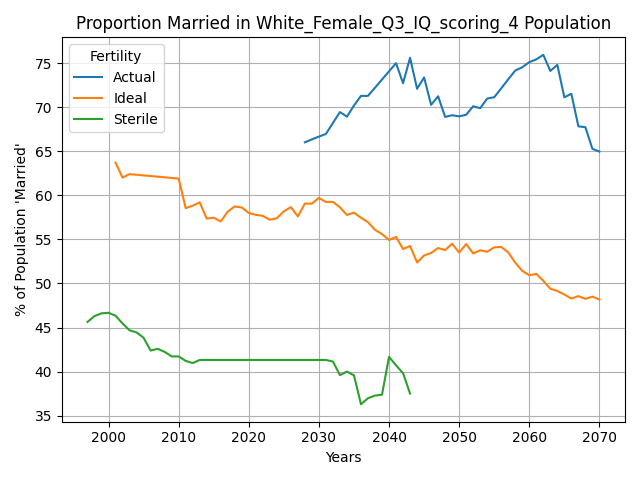 Proportion Married in White_Female_Q3_IQ_scoring_4 Population
Fertility
Actual
Ideal
Sterile
% of Population 'Married'
75
70
65
60
55
50
45
40
35
2000 2010 2020 2030 2040 2050 2060 2070
Years